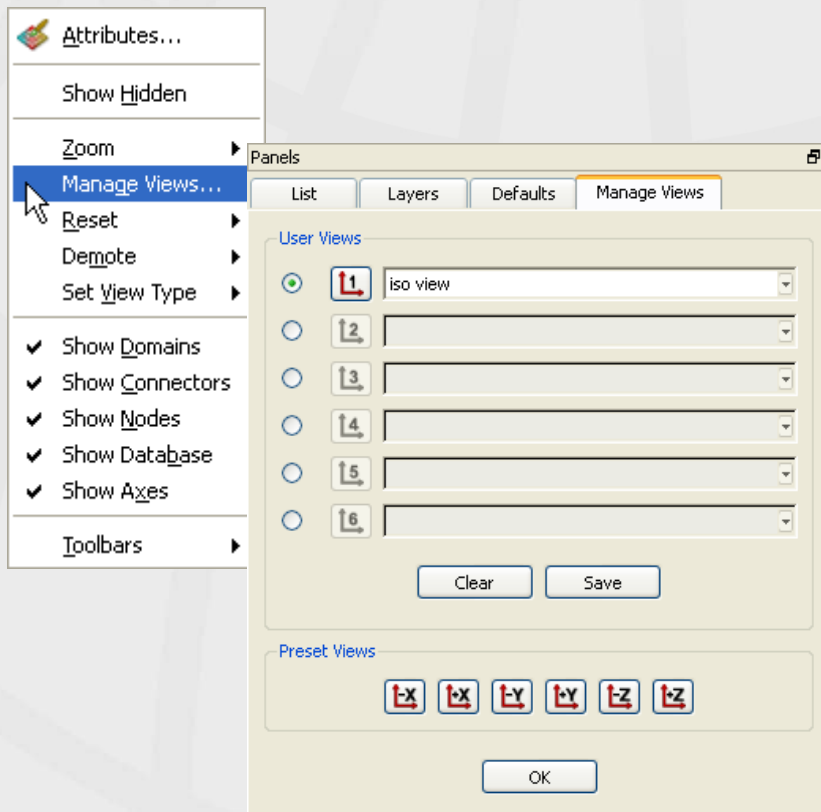 Attributes...
Show Hidden
Zoom
Manage Views...
Reset
Demote
Set View Type
Show Domains
Show Connectors
Show Nodes
Show Database
Show Axes
Toolbars
Panels
List Layers Defaults Manage Views
User Views
1 iso view
2
3
4
5
6
Clear Save
Preset Views
-X +X -Y +Y -Z +Z
OK